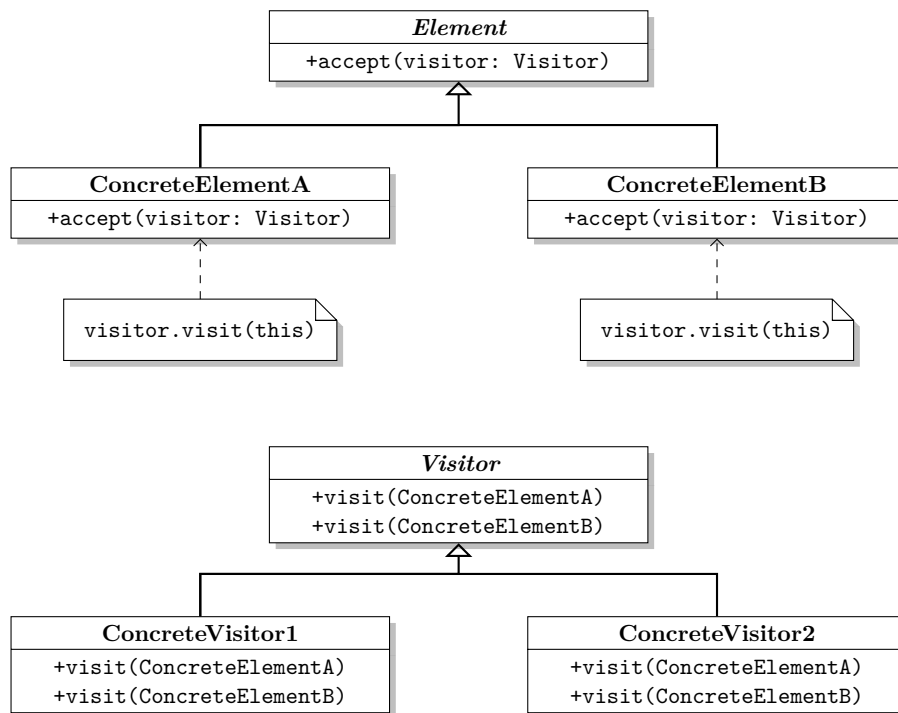 Element
+accept(visitor: Visitor)
ConcreteElementA
+accept(visitor: Visitor)
ConcreteElementB
+accept(visitor: Visitor)
visitor.visit(this)
visitor.visit(this)
Visitor
+visit(ConcreteElementA)
+visit(ConcreteElementB)
ConcreteVisitor1
+visit(ConcreteElementA)
+visit(ConcreteElementB)
ConcreteVisitor2
+visit(ConcreteElementA)
+visit(ConcreteElementB)